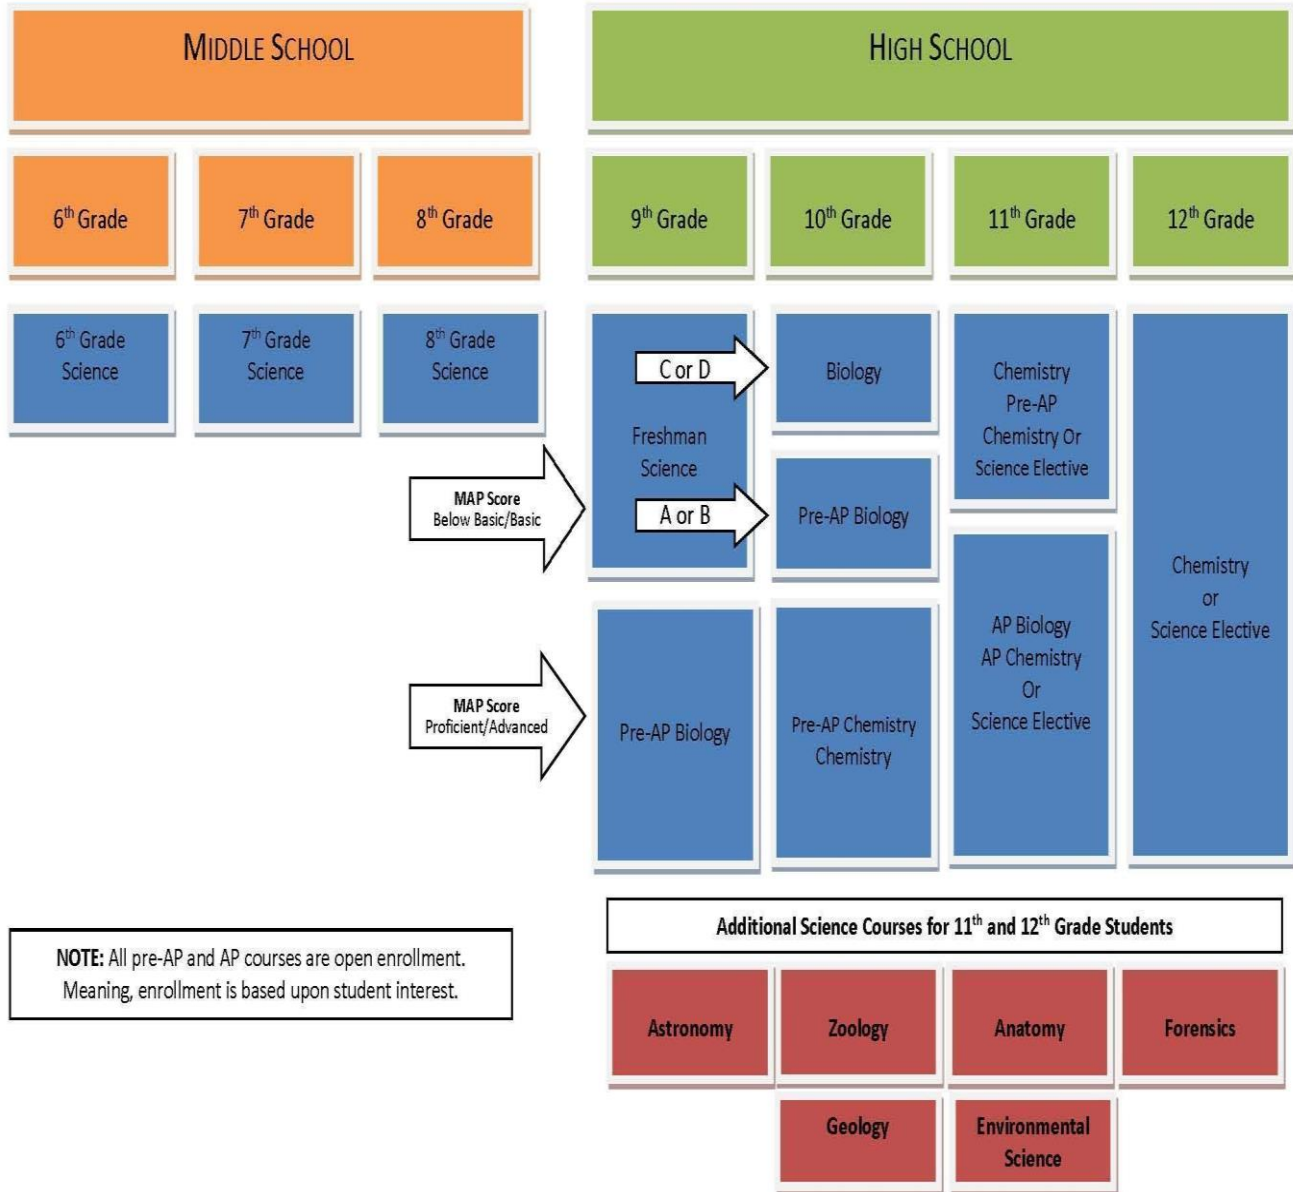 MIDDLE SCHOOL
HIGH SCHOOL
6th Grade
7th Grade
8th Grade
9th Grade
10th Grade
11th Grade
12th Grade
6th Grade
Science
7th Grade
Science
8th Grade
Science
MAP Score
Below Basic/Basic
Freshman
Science
C or D
A or B
Biology
Pre-AP Biology
Chemistry
Pre-AP
Chemistry Or
Science Elective
MAP Score
Proficient/Advanced
Pre-AP Biology
Pre-AP Chemistry
Chemistry
AP Biology
AP Chemistry
Or
Science Elective
Chemistry
or
Science Elective
NOTE: All pre-AP and AP courses are open enrollment.
Meaning, enrollment is based upon student interest.
Additional Science Courses for 11th and 12th Grade Students
Astronomy
Zoology
Anatomy
Forensics
Geology
Environmental
Science